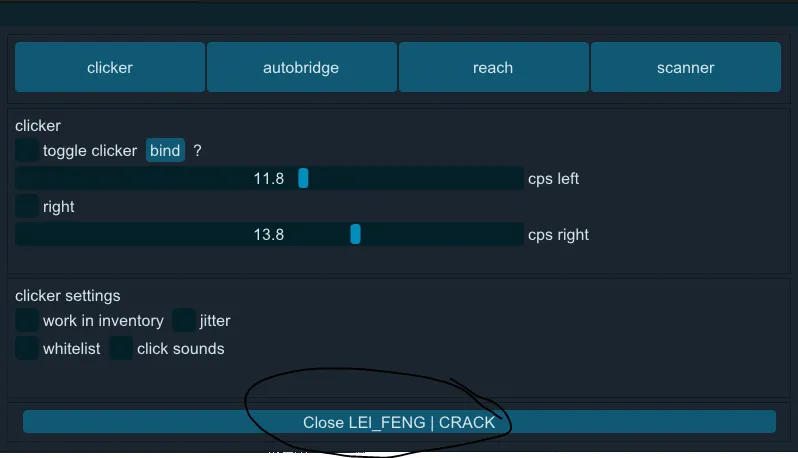 clicker autobridge reach scanner
clicker
toggle clicker bind ?
11.8 cps left
right
13.8 cps right
clicker settings
work in inventory jitter
whitelist click sounds
Close LEI_FENG | CRACK